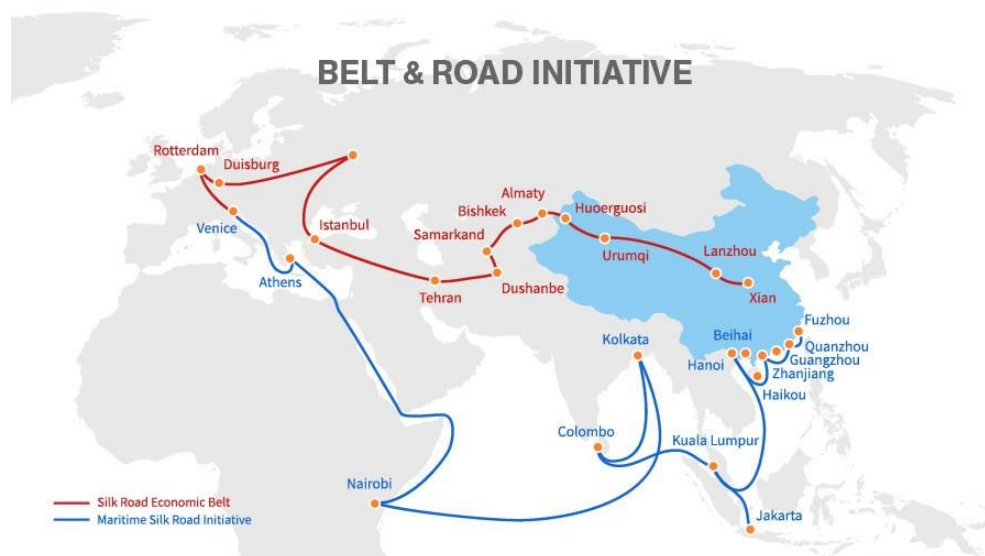 BELT & ROAD INITIATIVE
Rotterdam
Duisburg
Venice
Istanbul
Athens
Tehran
Almaty
Bishkek
Samarkand
Dushanbe
Huoerguosi
Urumqi
Lanzhou
Xian
Fuzhou
Beihai
Quanzhou
Hanoi
Guangzhou
Zhanjiang
Haikou
Kolkata
Colombo
Kuala Lumpur
Nairobi
Jakarta
Silk Road Economic Belt
Maritime Silk Road Initiative